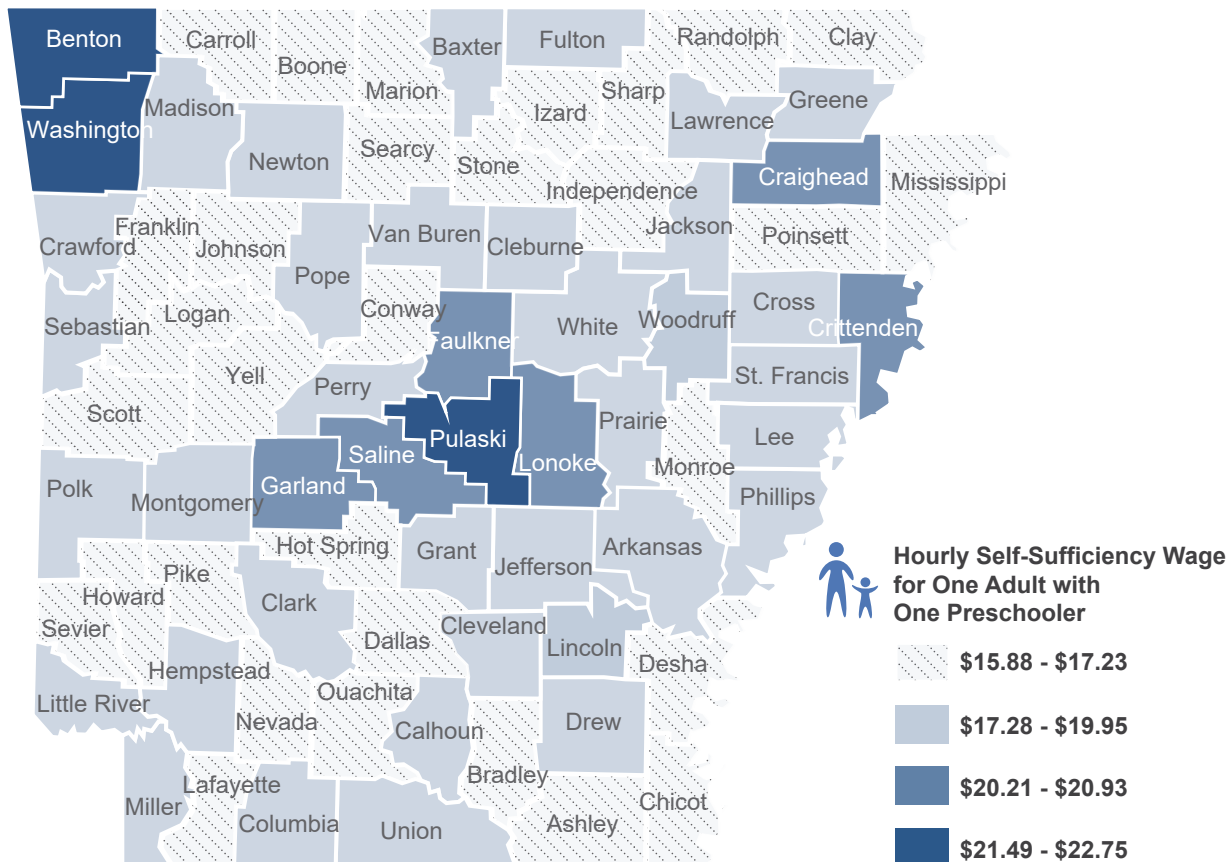 Benton
Carroll
Boone
Marion
Baxter
Fulton
Randolph
Clay
Sharp
Izard
Madison
Washington
Greene
Lawrence
Newton
Searcy
Stone
Craighead
Mississippi
Independence
Franklin
Crawford
Johnson
Van Buren
Cleburne
Jackson
Poinsett
Pope
Conway
Logan
Sebastian
White
Woodruff
Cross
Crittenden
Faulkner
Yell
Perry
St. Francis
Scott
Prairie
Pulaski
Lee
Saline
Lonoke
Monroe
Polk
Montgomery
Garland
Phillips
Hot Spring
Grant
Jefferson
Arkansas
Pike
Howard
Clark
Sevier
Dallas
Cleveland
Lincoln
Desha
Hempstead
Little River
Ouachita
Nevada
Calhoun
Drew
Bradley
Lafayette
Miller
Columbia
Union
Ashley
Chicot
Hourly Self-Sufficiency Wage
for One Adult with
One Preschooler
$15.88 - $17.23
$17.28 - $19.95
$20.21 - $20.93
$21.49 - $22.75